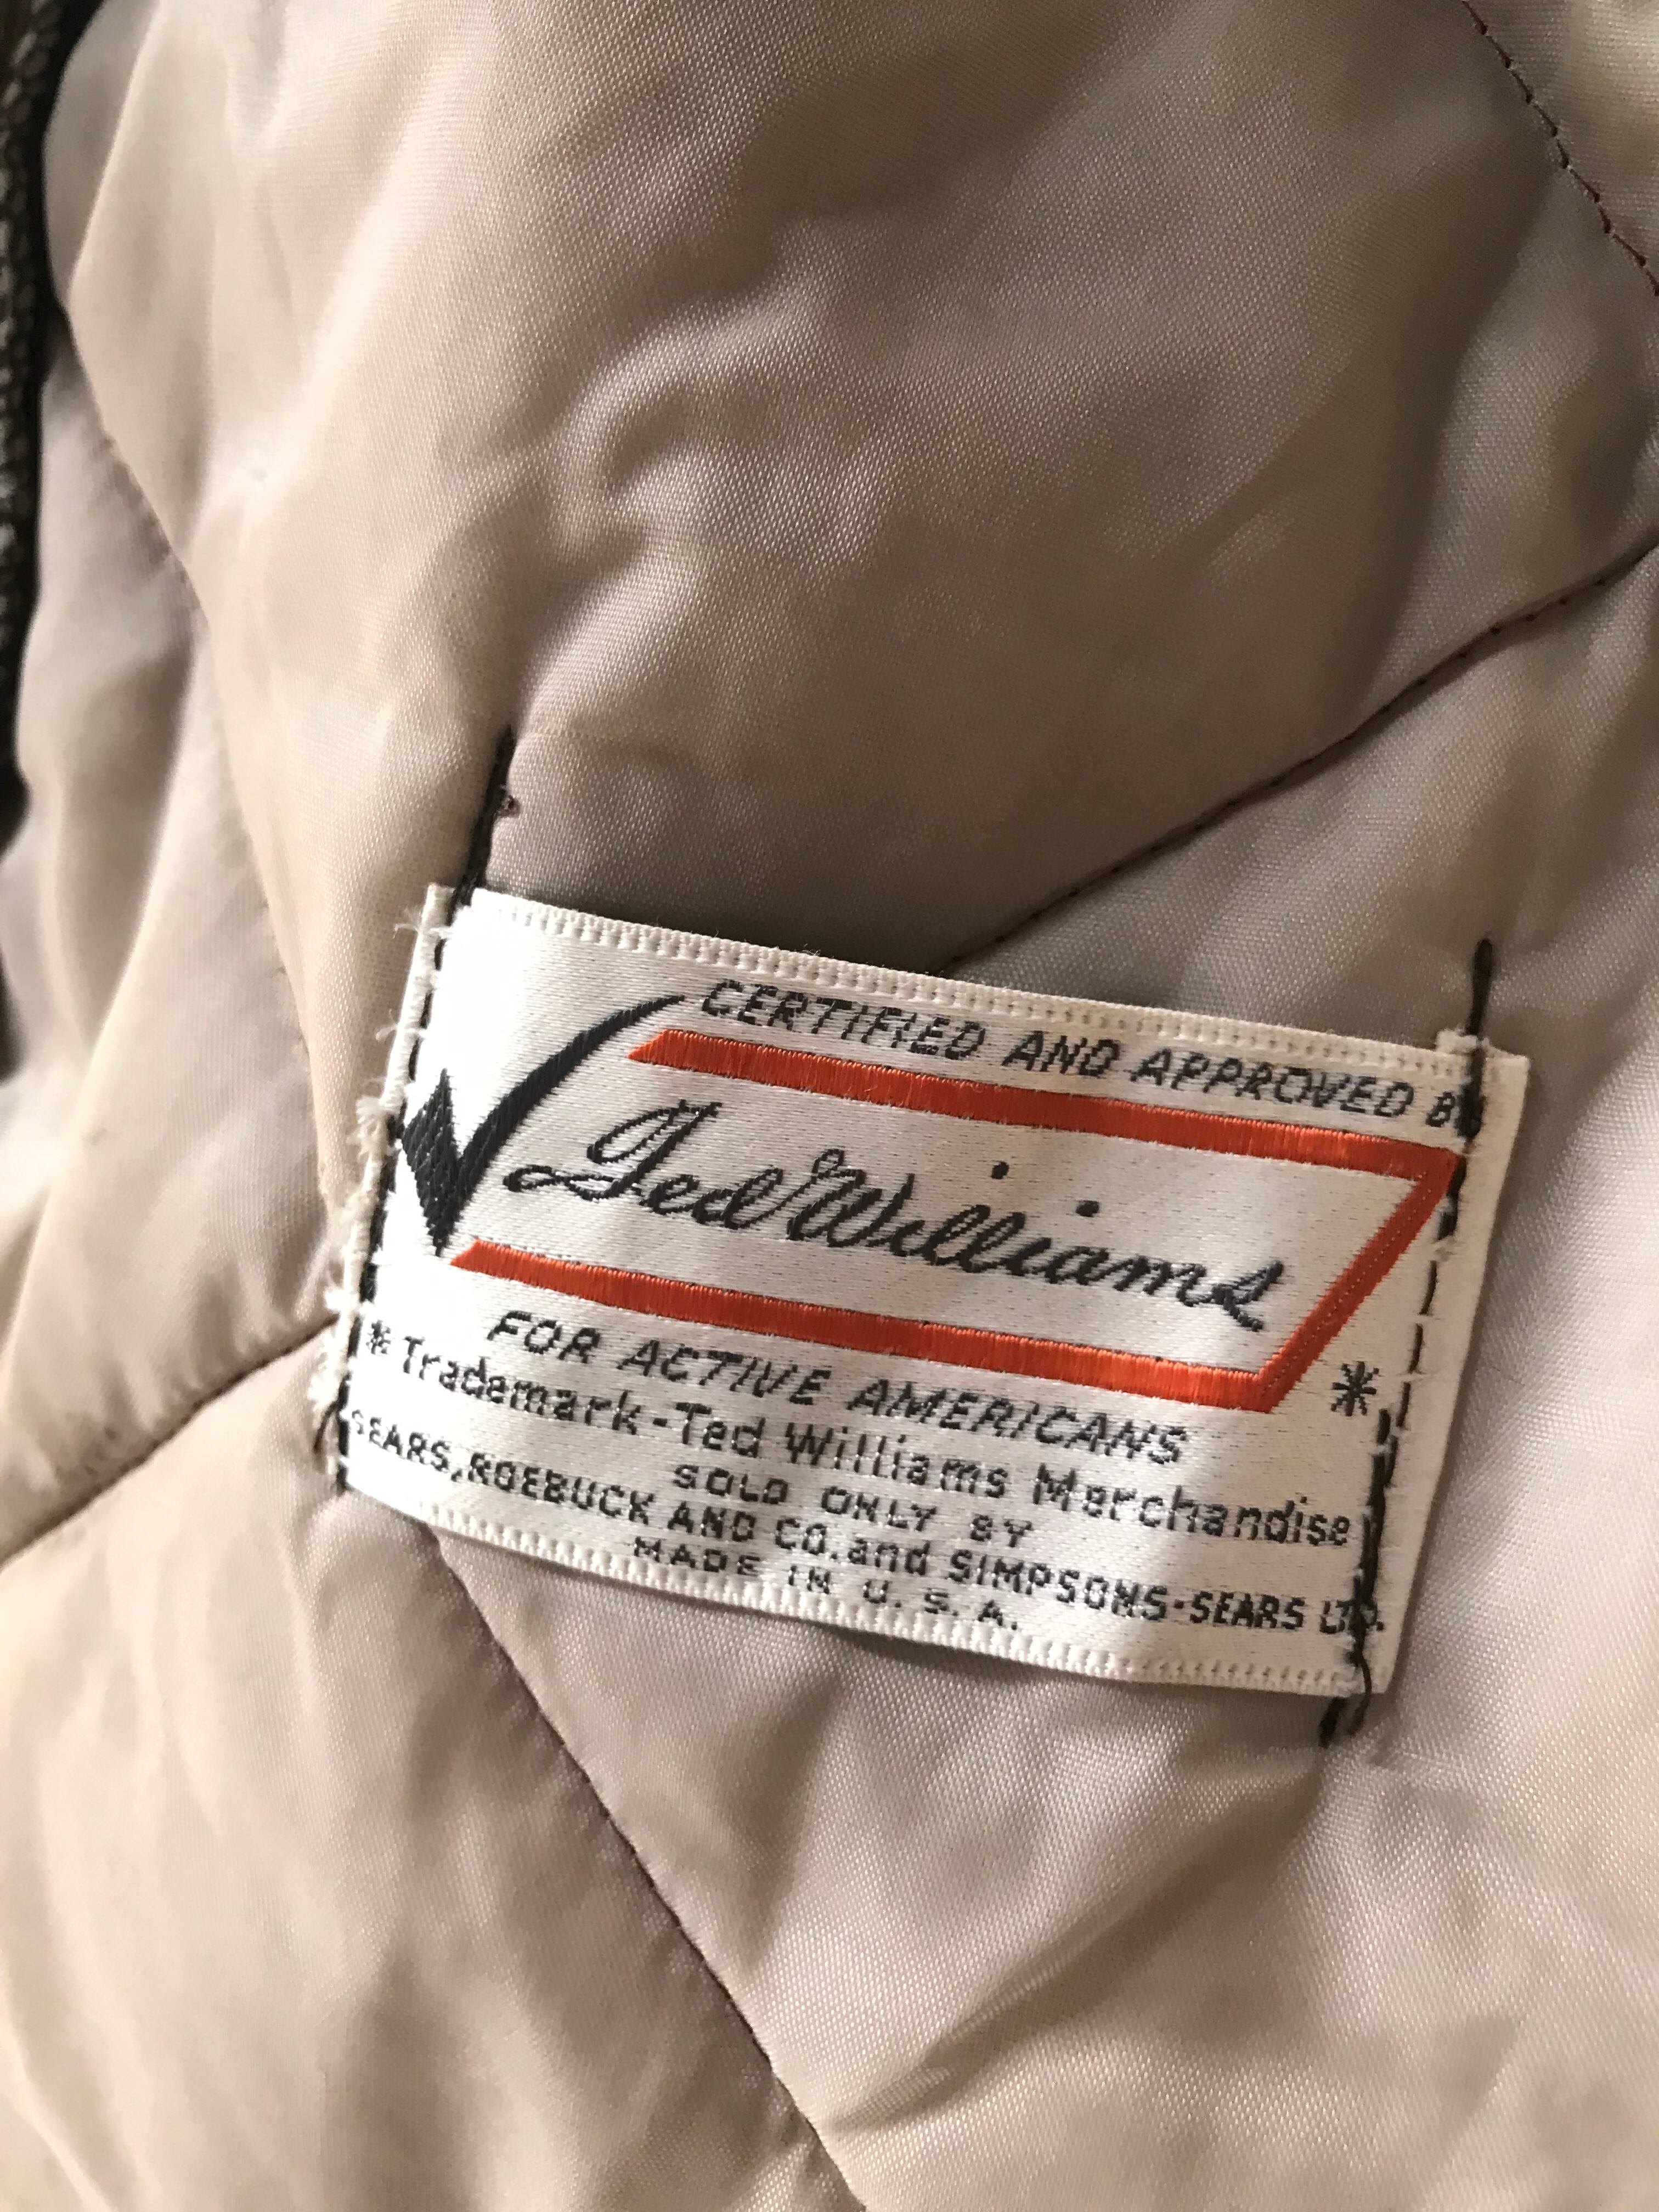 CERTIFIED AND APPROVED BY
Ted Williams
*
FOR ACTIVE AMERICANS
* Trademark-Ted Williams Merchandise
SOLD ONLY BY
SEARS, ROEBUCK AND CO. and SIMPSONS-SEARS LTD.
MADE IN U.S.A.